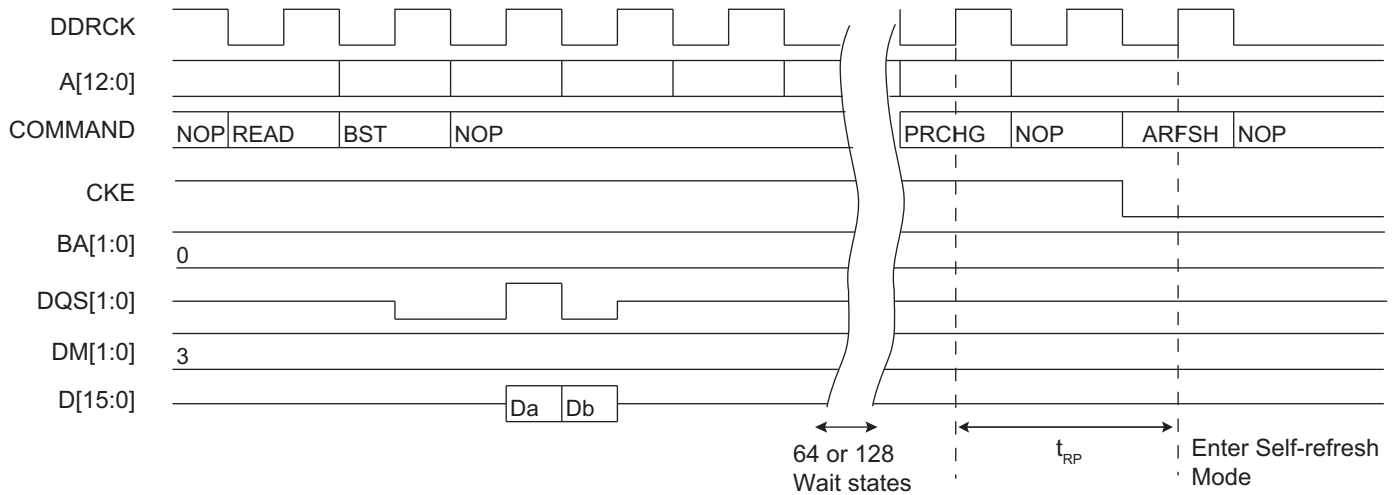 DDRCK
A[12:0]
COMMAND NOP READ BST NOP PRCHG NOP ARFSH NOP
CKE
BA[1:0] 0
DQS[1:0]
DM[1:0] 3
D[15:0] Da Db
64 or 128
Wait states
tRP
Enter Self-refresh
Mode